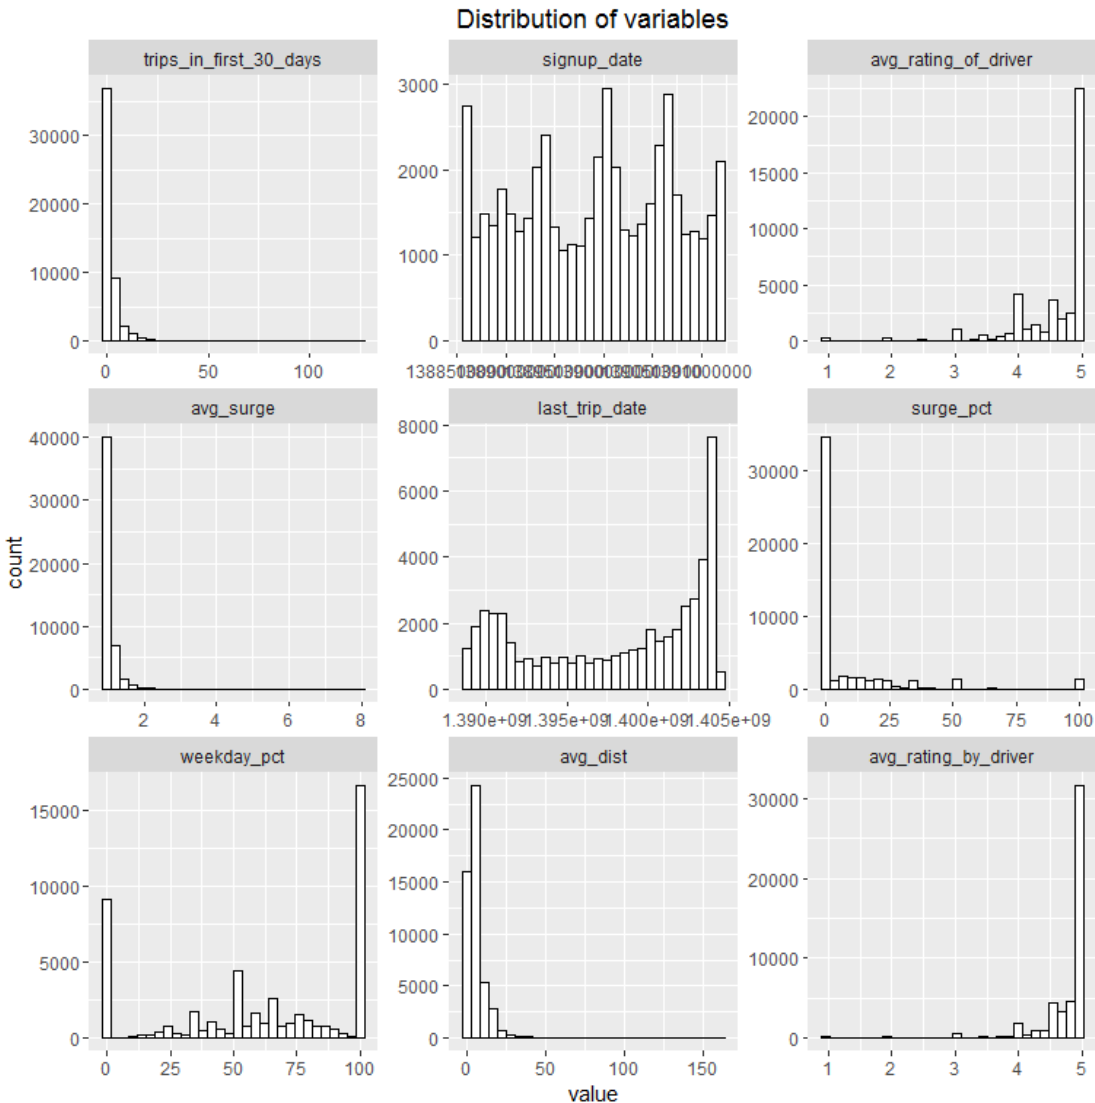 Distribution of variables
trips_in_first_30_days
signup_date
avg_rating_of_driver
30000
20000
10000
0
0 50 100
3000
2000
1000
0
20000
15000
10000
5000
0
1 2 3 4 5
avg_surge
last_trip_date
surge_pct
40000
30000
20000
10000
0
2 4 6 8
8000
6000
4000
2000
0
1.390e+09 1.395e+09 1.400e+09 1.405e+09
30000
20000
10000
0
0 25 50 75 100
weekday_pct
avg_dist
avg_rating_by_driver
15000
10000
5000
0
0 25 50 75 100
25000
20000
15000
10000
5000
0
0 50 100 150
30000
20000
10000
0
1 2 3 4 5
count
value